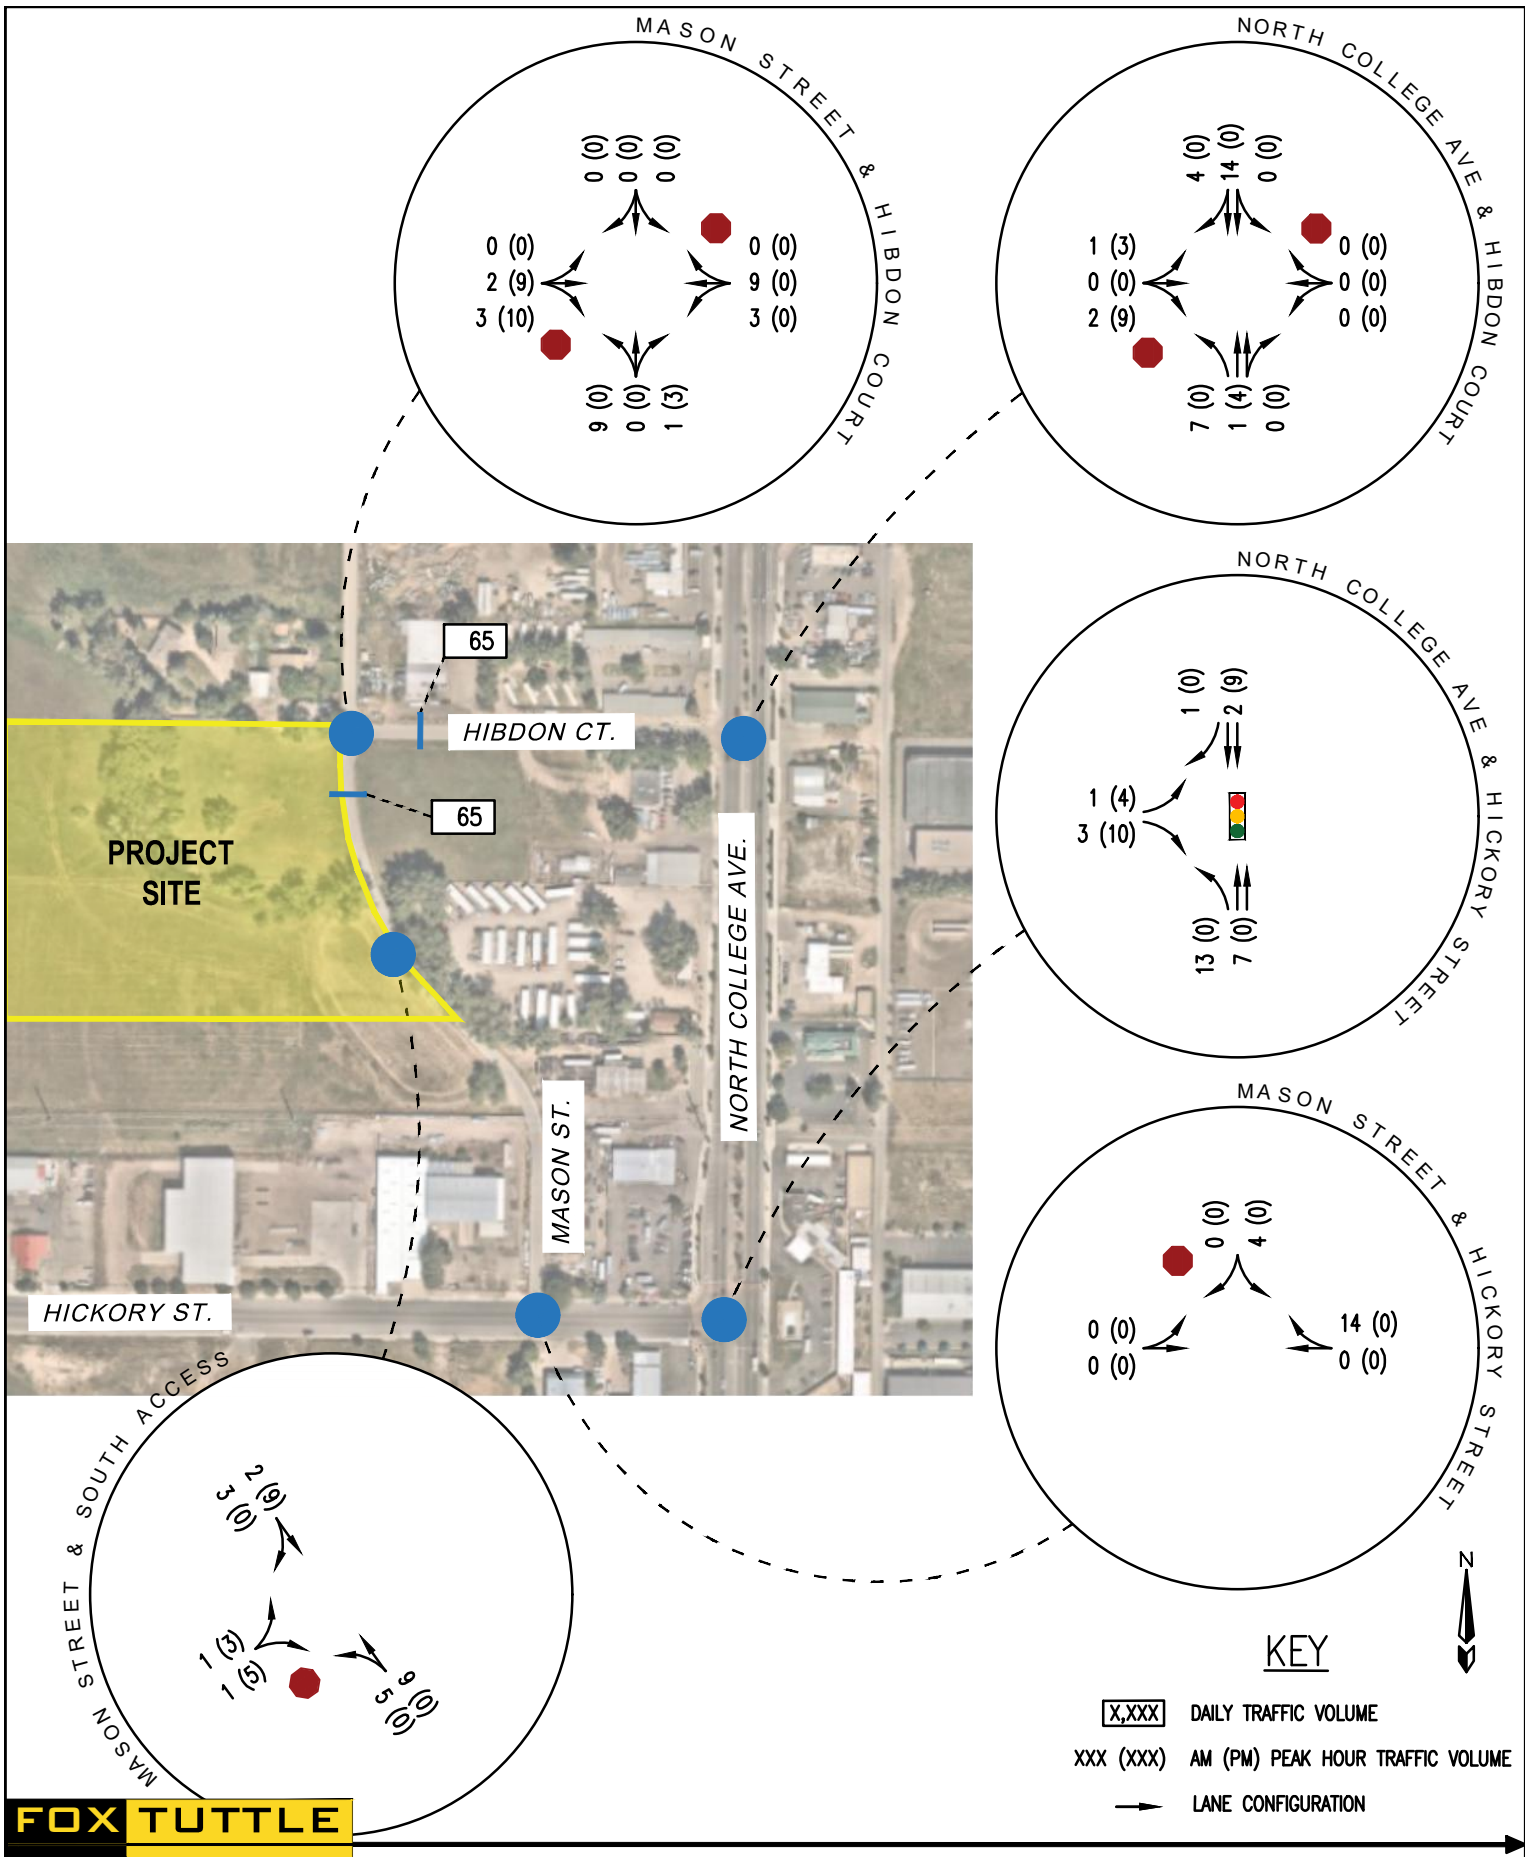 MASON STREET & HIBDON COURT
0 (0)
0 (0)
0 (0)
0 (0)
2 (9)
3 (10)
0 (0)
9 (0)
3 (0)
9 (0)
0 (0)
1 (3)
NORTH COLLEGE AVE & HIBDON COURT
4 (0)
14 (0)
0 (0)
1 (3)
0 (0)
2 (9)
0 (0)
0 (0)
0 (0)
7 (0)
1 (4)
0 (0)
NORTH COLLEGE AVE & HICKORY STREET
1 (0)
2 (9)
1 (4)
3 (10)
13 (0)
7 (0)
65
HIBDON CT.
65
PROJECT
SITE
NORTH COLLEGE AVE.
MASON ST.
HICKORY ST.
MASON STREET & HICKORY STREET
0 (0)
4 (0)
0 (0)
0 (0)
14 (0)
0 (0)
MASON STREET & SOUTH ACCESS
2 (9)
3 (0)
1 (3)
1 (5)
9 (0)
5 (0)
N
KEY
X,XXX DAILY TRAFFIC VOLUME
XXX (XXX) AM (PM) PEAK HOUR TRAFFIC VOLUME
LANE CONFIGURATION
FOX TUTTLE